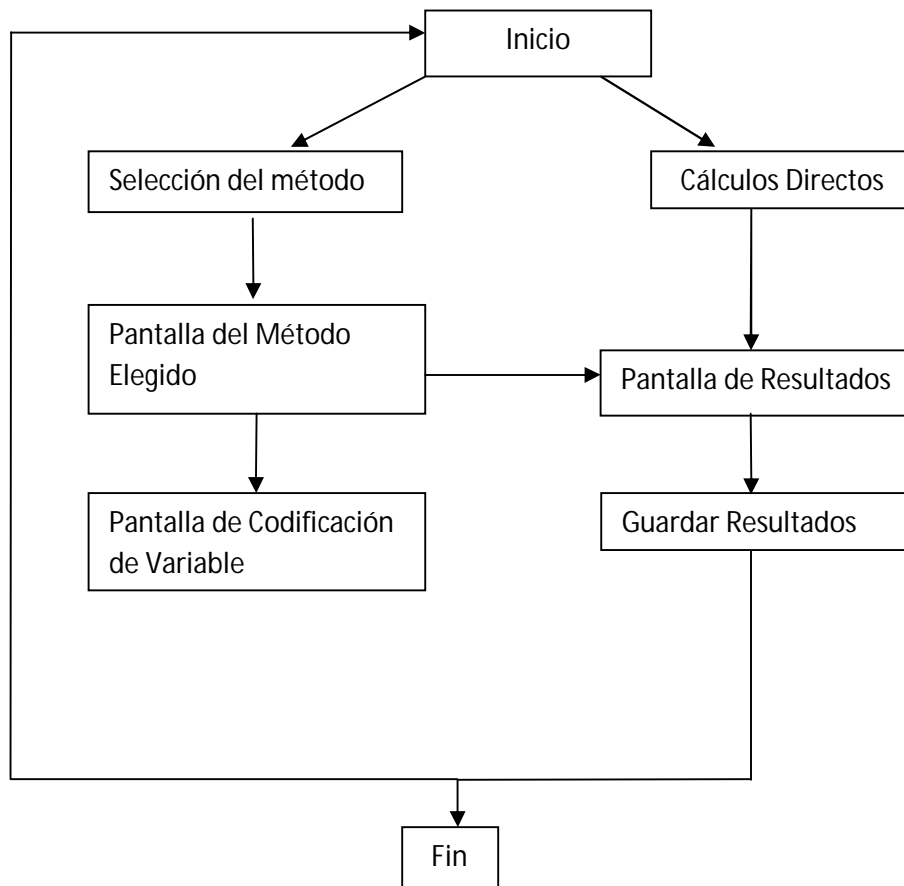 Inicio
Selección del método
Cálculos Directos
Pantalla del Método
Elegido
Pantalla de Resultados
Pantalla de Codificación
de Variable
Guardar Resultados
Fin